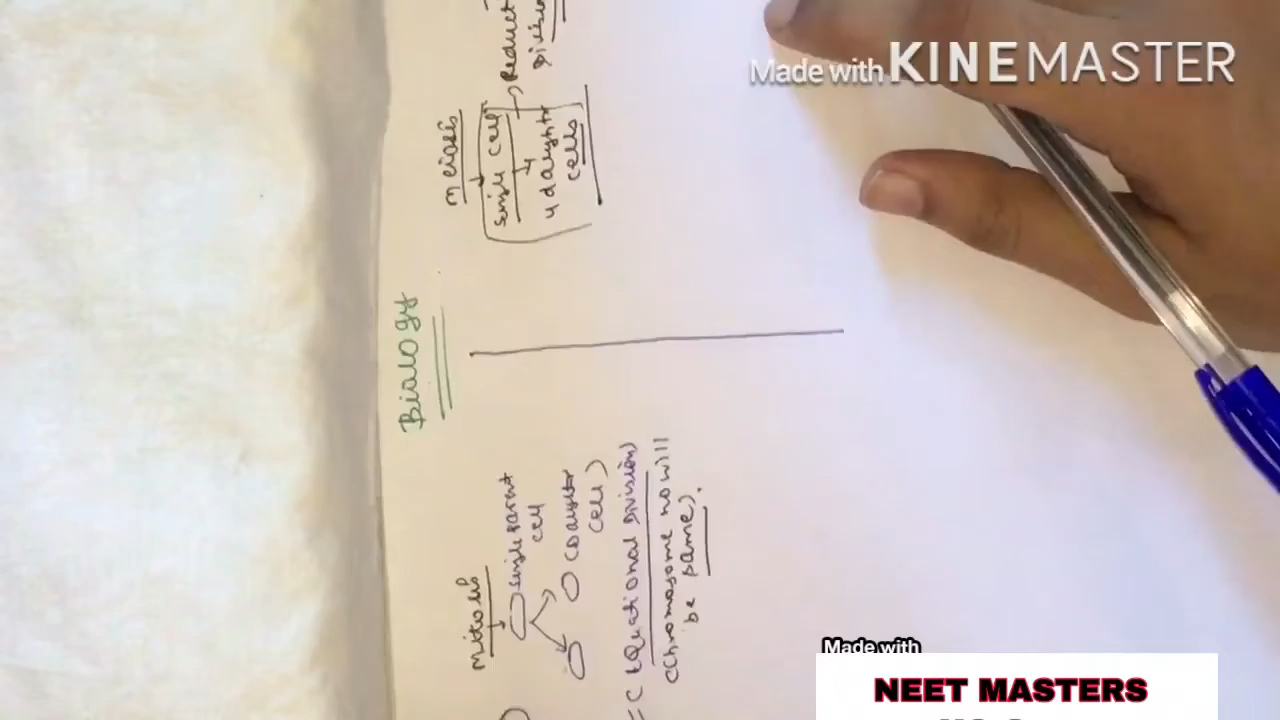 Biology
Mitosis
single parent
cell
(daughter
cell)
(Equational Division)
(Chromosome no will
be same).
Meiosis
single cell
4 daughter
cells
Made with KINEMASTER
Made with
NEET MASTERS